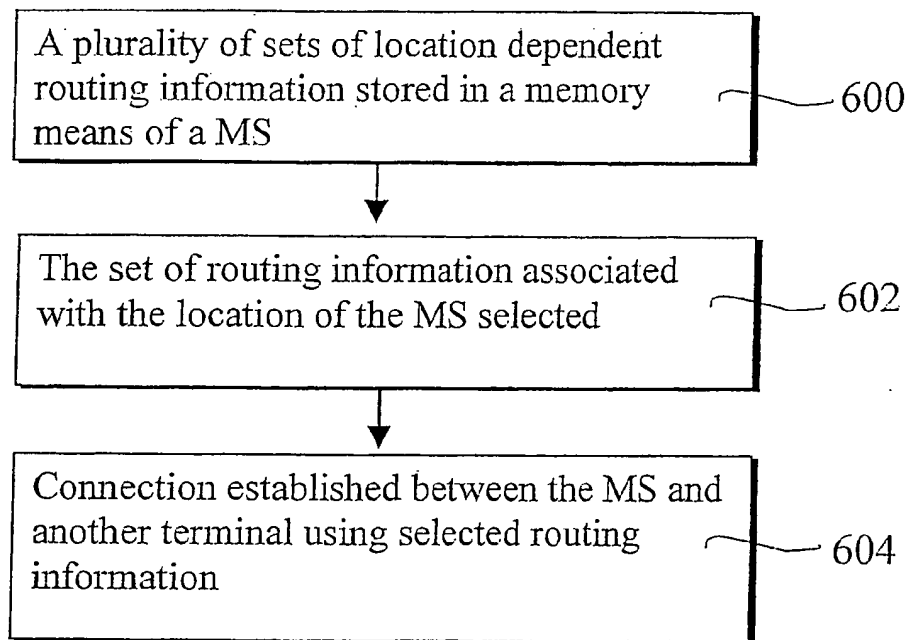 A plurality of sets of location dependent
routing information stored in a memory
means of a MS
600
The set of routing information associated
with the location of the MS selected
602
Connection established between the MS and
another terminal using selected routing
information
604